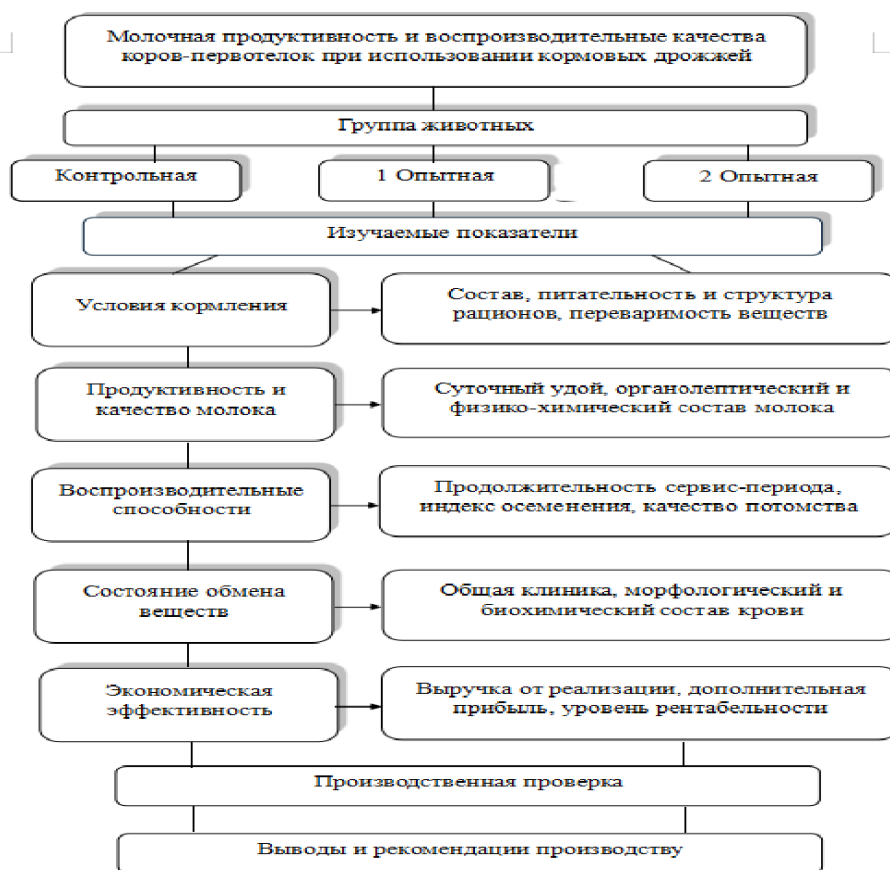 Молочная продуктивность и воспроизводительные качества
коров-первотелок при использовании кормовых дрожжей
Группа животных
Контрольная
1 Опытная
2 Опытная
Изучаемые показатели
Условия кормления
Состав, питательность и структура
рационов, переваримость веществ
Продуктивность и
качество молока
Суточный удой, органолептический и
физико-химический состав молока
Воспроизводительные
способности
Продолжительность сервис-периода,
индекс осеменения, качество потомства
Состояние обмена
веществ
Общая клиника, морфологический и
биохимический состав крови
Экономическая
эффективность
Выручка от реализации, дополнительная
прибыль, уровень рентабельности
Производственная проверка
Выводы и рекомендации производству